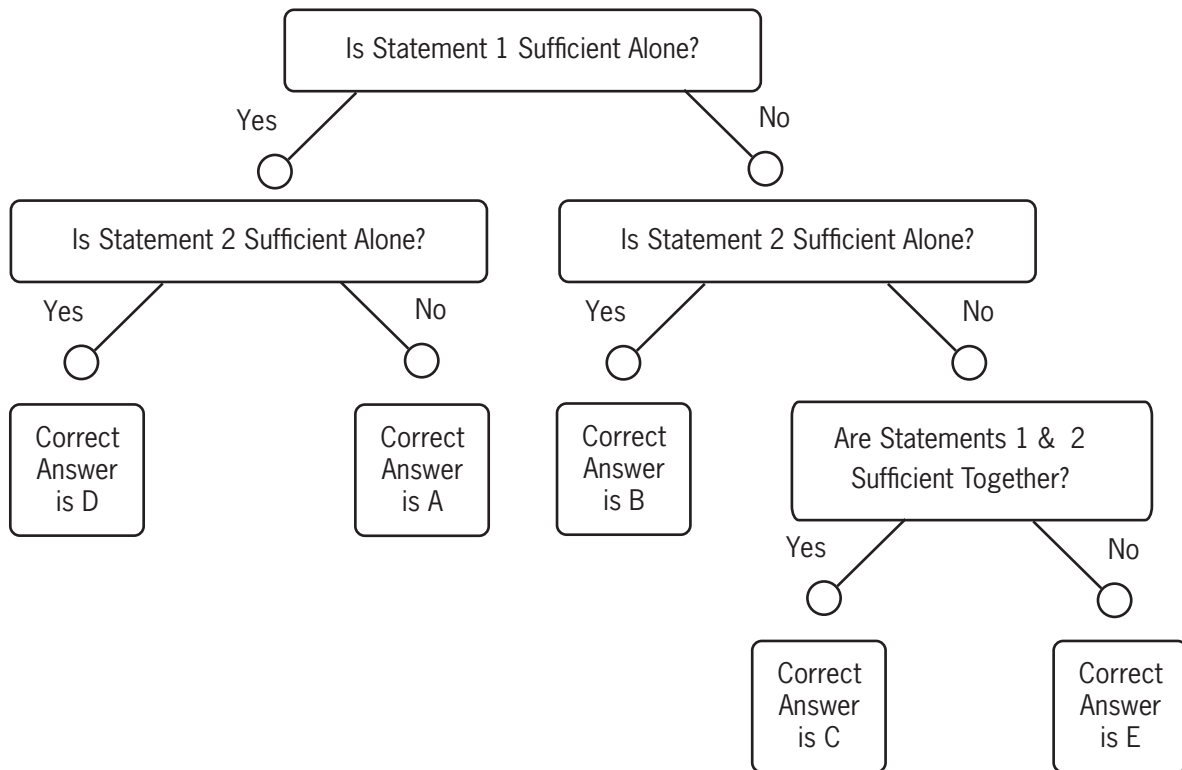 Is Statement 1 Sufficient Alone?
Yes
No
Is Statement 2 Sufficient Alone?
Is Statement 2 Sufficient Alone?
Yes
No
Yes
No
Correct
Answer
is D
Correct
Answer
is A
Correct
Answer
is B
Are Statements 1 & 2
Sufficient Together?
Yes
No
Correct
Answer
is C
Correct
Answer
is E